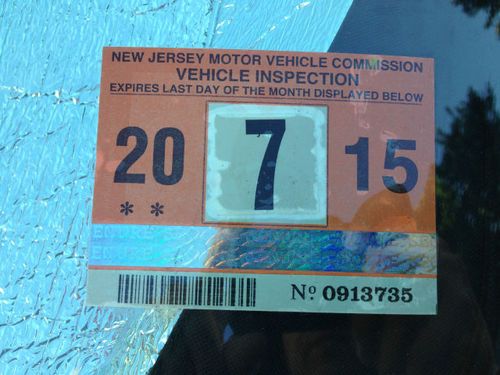 NEW JERSEY MOTOR VEHICLE COMMISSION
VEHICLE INSPECTION
EXPIRES LAST DAY OF THE MONTH DISPLAYED BELOW
20 7 15
**
Nº 0913735